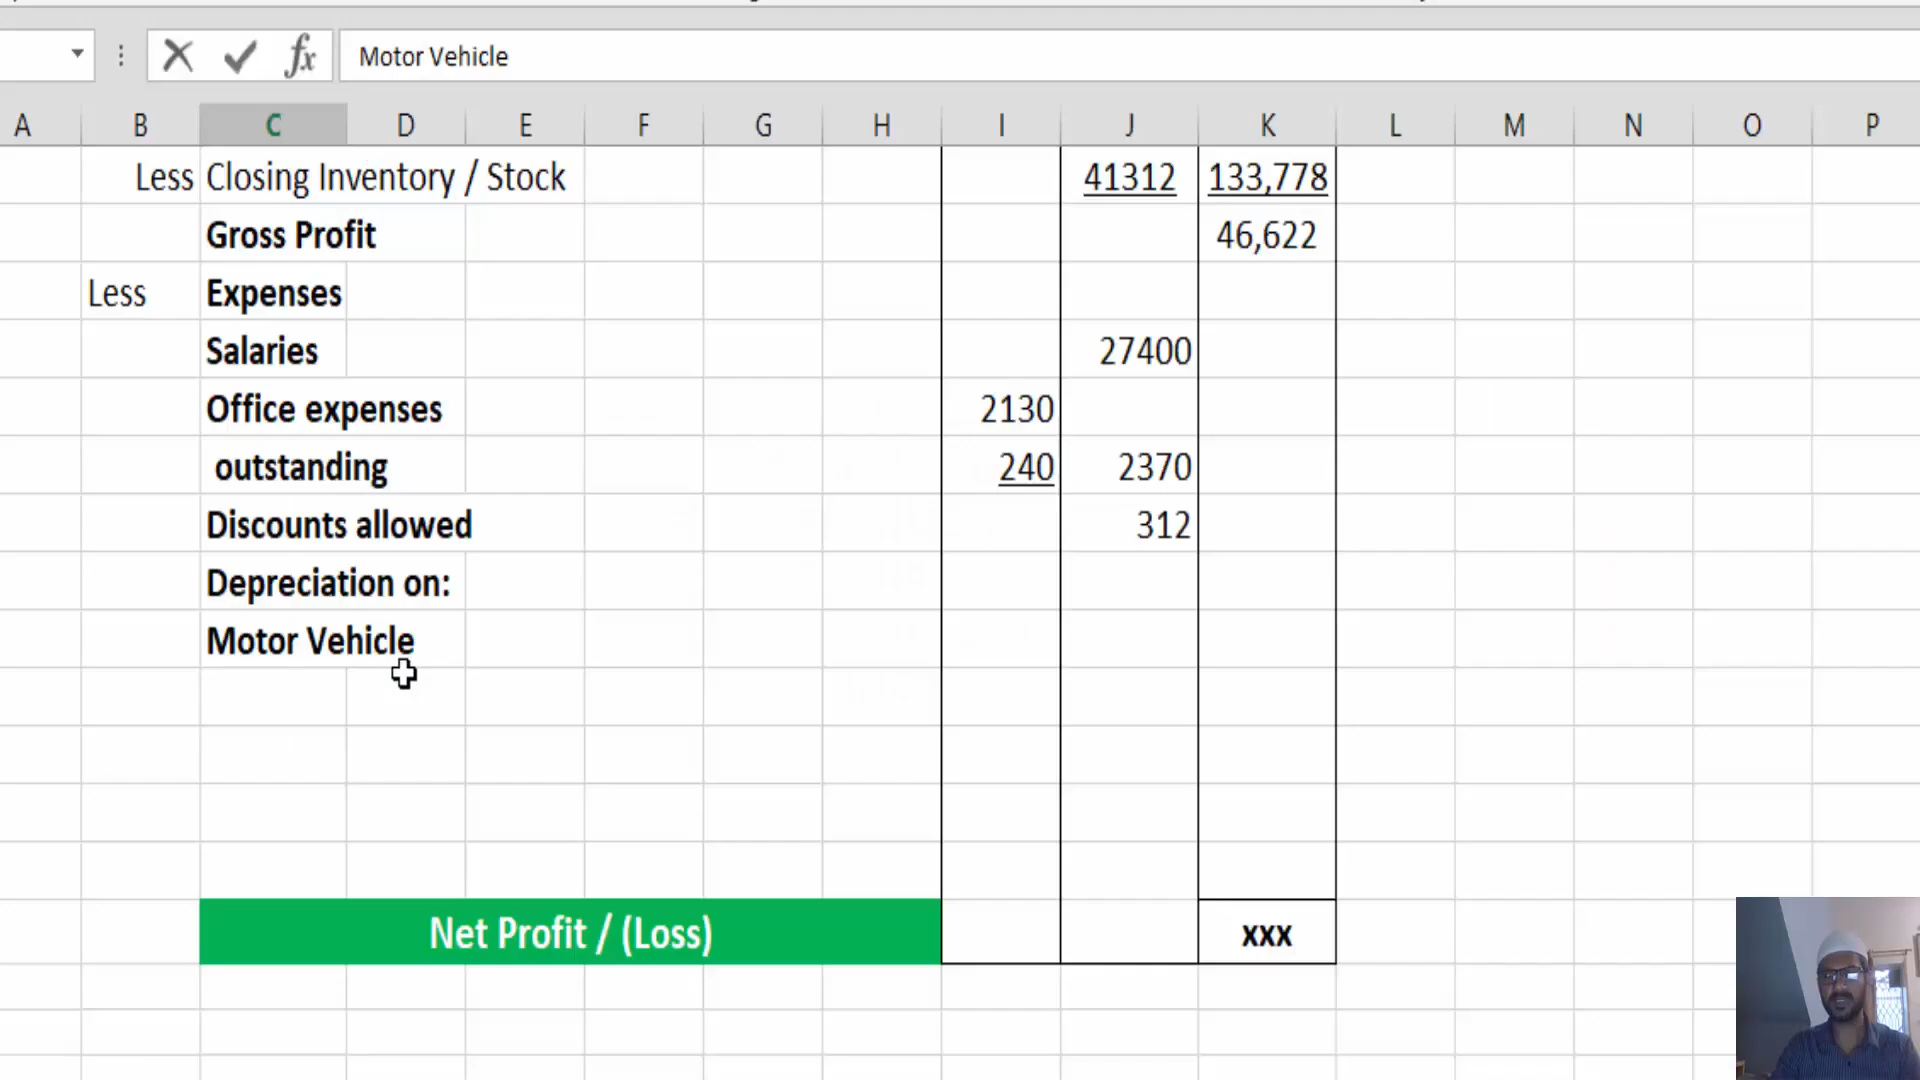 fx Motor Vehicle
A B C D E F G H I J K L M N O P
Less Closing Inventory / Stock 41312 133,778
Gross Profit 46,622
Less Expenses
Salaries 27400
Office expenses 2130
outstanding 240 2370
Discounts allowed 312
Depreciation on:
Motor Vehicle
Net Profit / (Loss) xxx